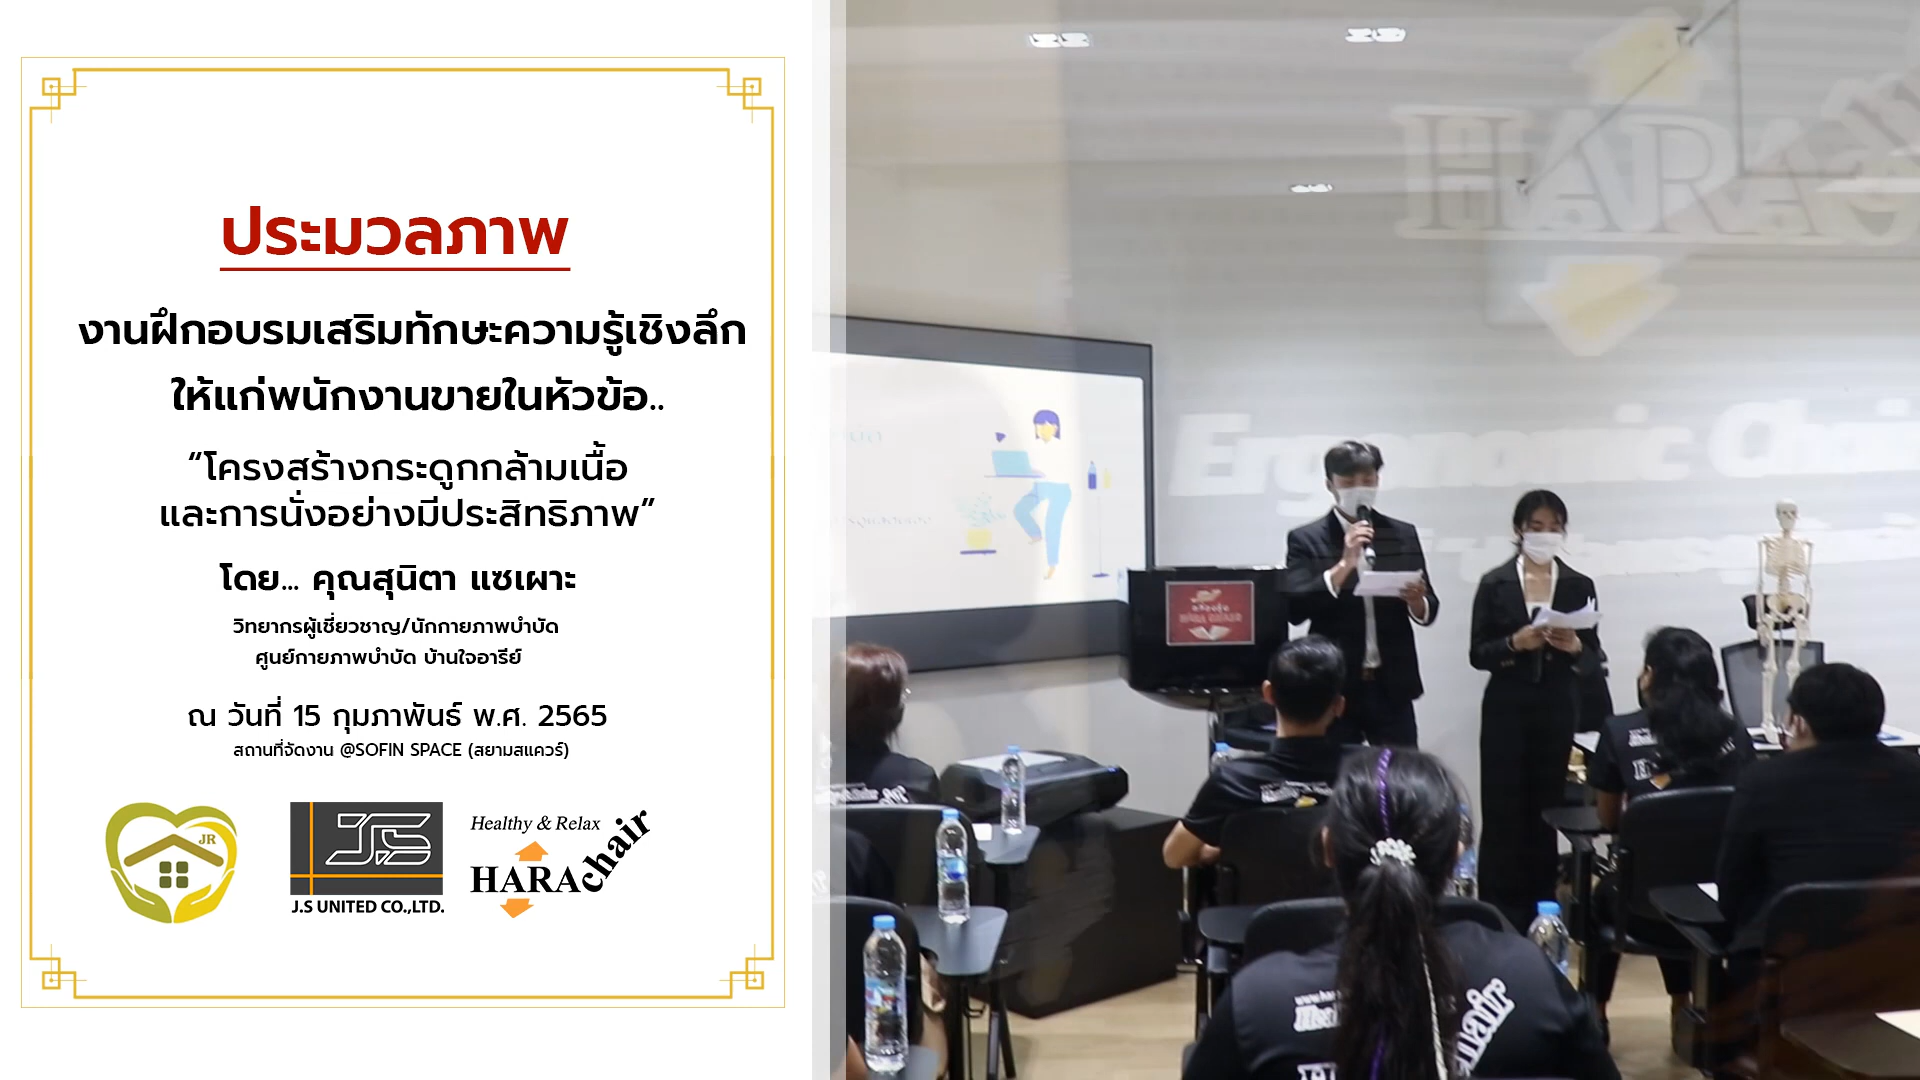 ประมวลภาพ
งานฝึกอบรมเสริมทักษะความรู้เชิงลึก
ให้แก่พนักงานขายในหัวข้อ..
“โครงสร้างกระดูกกล้ามเนื้อ
และการนั่งอย่างมีประสิทธิภาพ”
โดย... คุณสุนิตา แซเผาะ
วิทยากรผู้เชี่ยวชาญ/นักกายภาพบำบัด
ศูนย์กายภาพบำบัด บ้านใจอารีย์
ณ วันที่ 15 กุมภาพันธ์ พ.ศ. 2565
สถานที่จัดงาน @SOFIN SPACE (สยามสแควร์)
JR
J.S
J.S UNITED CO.,LTD.
Healthy & Relax
HARAchair
HARA
Ergonomic Chair